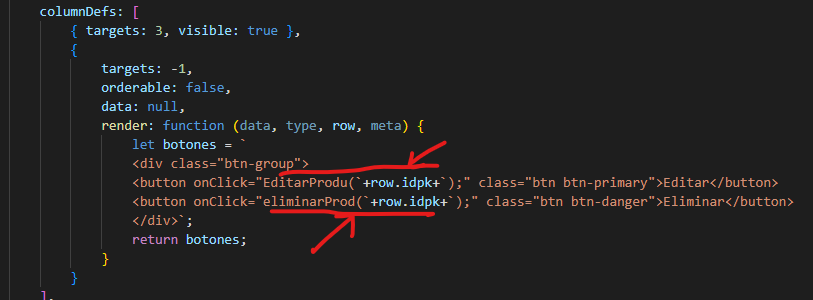 columnDefs: [
{ targets: 3, visible: true },
{
targets: -1,
orderable: false,
data: null,
render: function (data, type, row, meta) {
let botones = `
<div class="btn-group">
<button onClick="EditarProdu(`+row.idpk+`);" class="btn btn-primary">Editar</button>
<button onClick="eliminarProd(`+row.idpk+`);" class="btn btn-danger">Eliminar</button>
</div>`;
return botones;
}
}
],